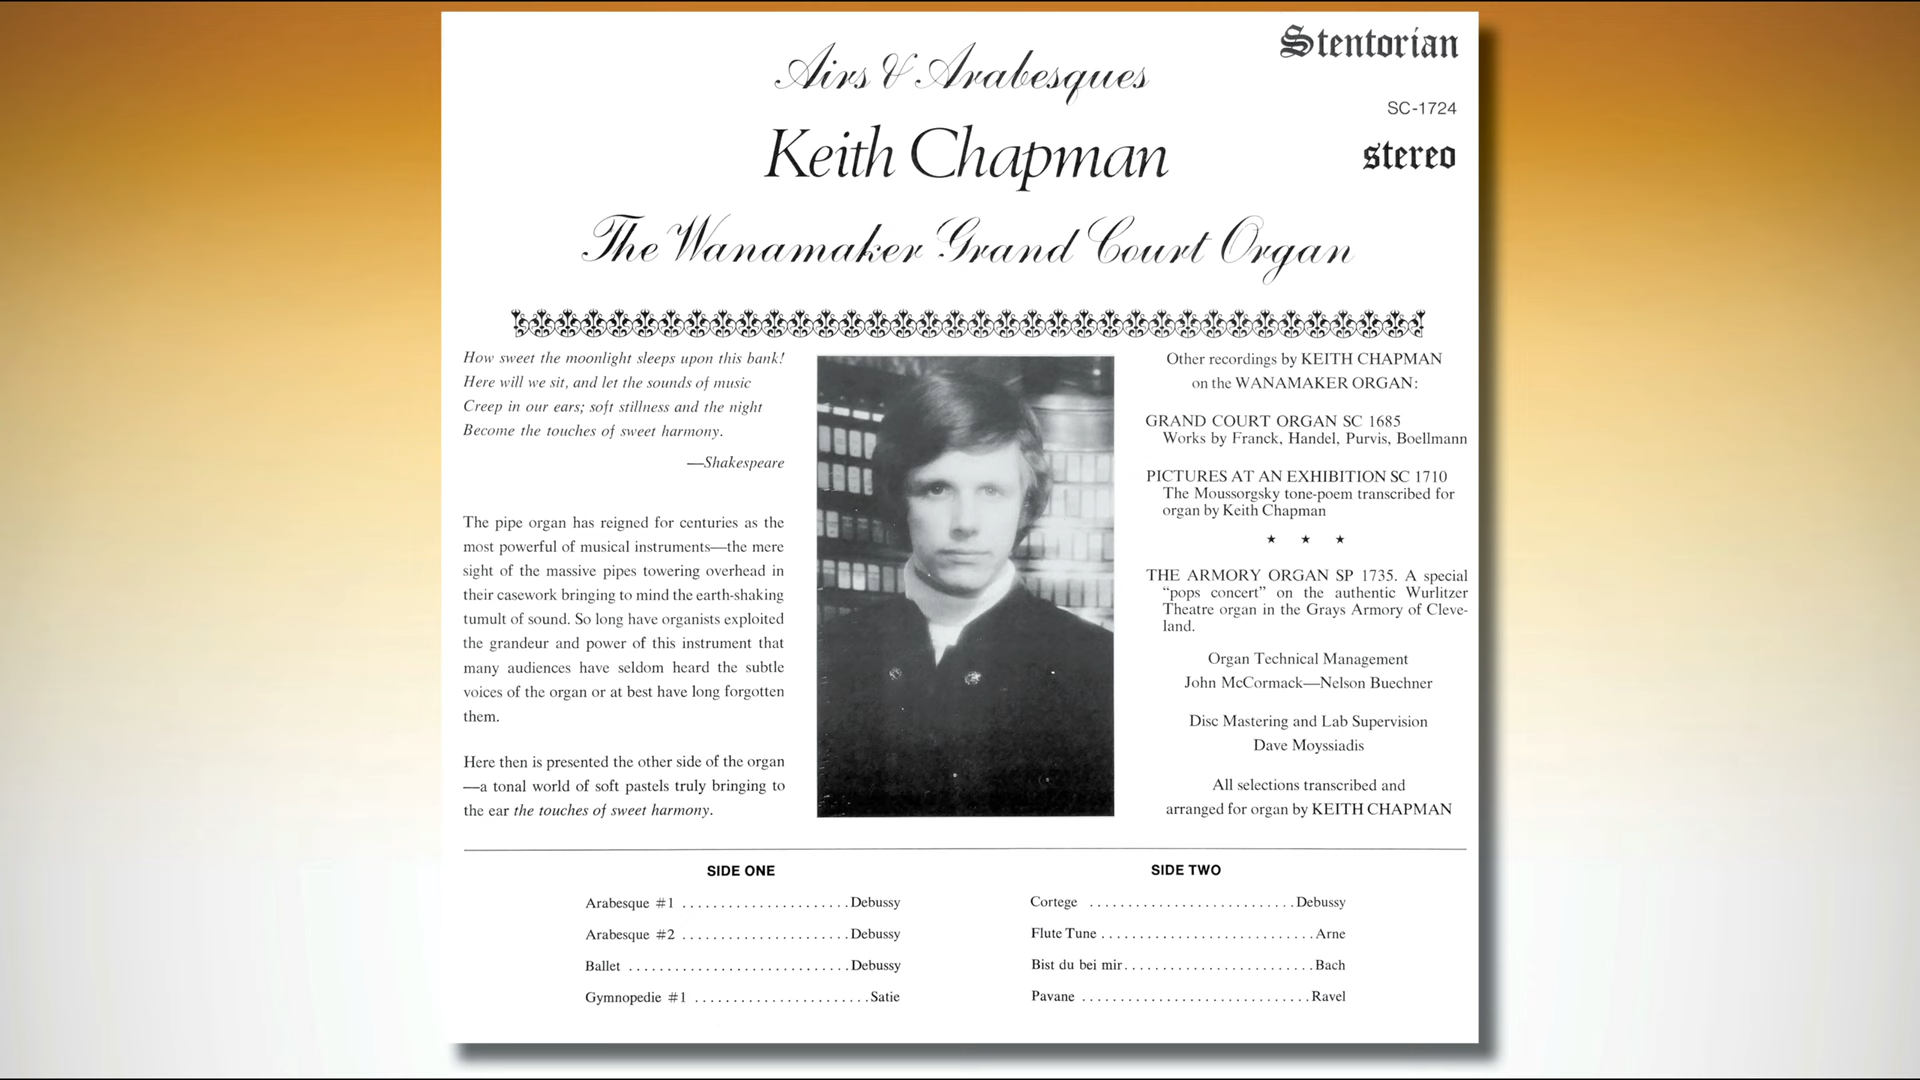 Stentorian
Airs & Arabesques
SC-1724
Keith Chapman
stereo
The Wanamaker Grand Court Organ
How sweet the moonlight sleeps upon this bank!
Here will we sit, and let the sounds of music
Creep in our ears; soft stillness and the night
Become the touches of sweet harmony.
—Shakespeare
The pipe organ has reigned for centuries as the
most powerful of musical instruments—the mere
sight of the massive pipes towering overhead in
their casework bringing to mind the earth-shaking
tumult of sound. So long have organists exploited
the grandeur and power of this instrument that
many audiences have seldom heard the subtle
voices of the organ or at best have long forgotten
them.
Here then is presented the other side of the organ
—a tonal world of soft pastels truly bringing to
the ear the touches of sweet harmony.
Other recordings by KEITH CHAPMAN
on the WANAMAKER ORGAN:
GRAND COURT ORGAN SC 1685
Works by Franck, Handel, Purvis, Boellmann
PICTURES AT AN EXHIBITION SC 1710
The Moussorgsky tone-poem transcribed for
organ by Keith Chapman
★ ★ ★
THE ARMORY ORGAN SP 1735. A special
“pops concert” on the authentic Wurlitzer
Theatre organ in the Grays Armory of Cleve-
land.
Organ Technical Management
John McCormack—Nelson Buechner
Disc Mastering and Lab Supervision
Dave Moyssiadis
All selections transcribed and
arranged for organ by KEITH CHAPMAN
SIDE ONE
Arabesque #1 ......................Debussy
Arabesque #2 ......................Debussy
Ballet .............................Debussy
Gymnopedie #1 .......................Satie
SIDE TWO
Cortege ...........................Debussy
Flute Tune ............................Arne
Bist du bei mir.........................Bach
Pavane ..............................Ravel